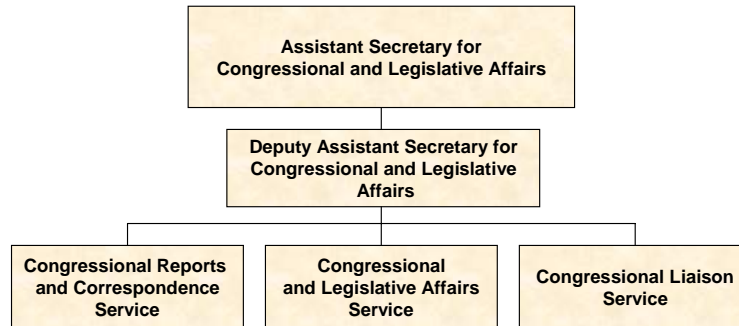 Assistant Secretary for
Congressional and Legislative Affairs
Deputy Assistant Secretary for
Congressional and Legislative
Affairs
Congressional Reports
and Correspondence
Service
Congressional
and Legislative Affairs
Service
Congressional Liaison
Service